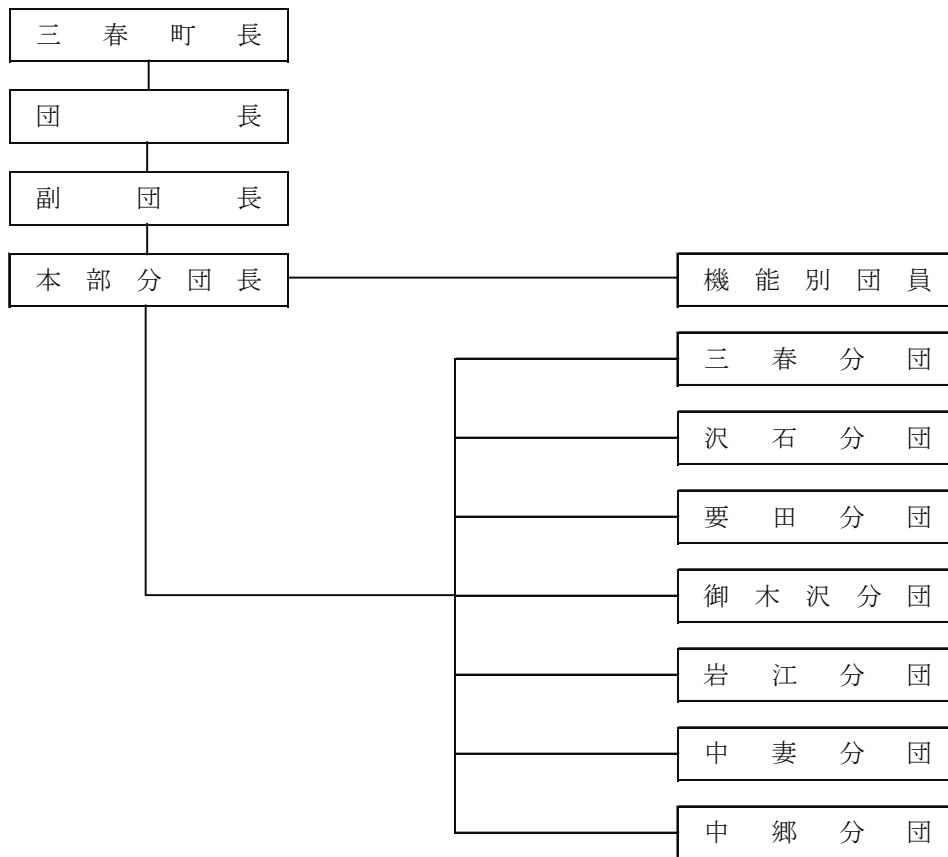 三春町長
団長
副団長
本部分団長
機能別団員
三春分団
沢石分団
要田分団
御木沢分団
岩江分団
中妻分団
中郷分団